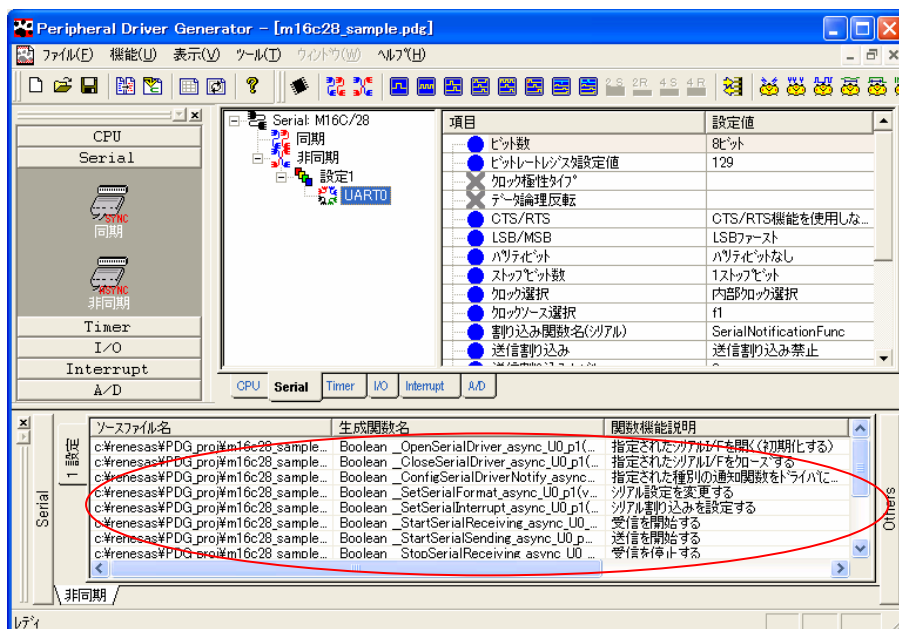 Peripheral Driver Generator - [m16c28_sample.pdg]
ファイル(F) 機能(U) 表示(V) ツール(T) ウィンドウ(W) ヘルプ(H)
2S 2R 4S 4R
CPU
Serial
SYNC
同期
ASYNC
非同期
Timer
I/O
Interrupt
A/D
Serial: M16C/28
同期
非同期
設定1
UART0
項目 設定値
ビット数 8ビット
ビットレートレジスタ設定値 129
クロック極性タイプ
データ論理反転
CTS/RTS CTS/RTS機能を使用しな...
LSB/MSB LSBファースト
パリティビット パリティビットなし
ストップビット数 1ストップビット
クロック選択 内部クロック選択
クロックソース選択 f1
割り込み関数名(シリアル) SerialNotificationFunc
送信割り込み 送信割り込み禁止
CPU Serial Timer I/O Interrupt A/D
Serial
設定1
ソースファイル名 生成関数名 関数機能説明
c:¥renesas¥PDG_proj¥m16c28_sample... Boolean _OpenSerialDriver_async_U0_p1(... 指定されたシリアルI/Fを開く(初期化する)
c:¥renesas¥PDG_proj¥m16c28_sample... Boolean _CloseSerialDriver_async_U0_p1(... 指定されたシリアルI/Fをクローズする
c:¥renesas¥PDG_proj¥m16c28_sample... Boolean _ConfigSerialDriverNotify_async... 指定された種別の通知関数をドライバに...
c:¥renesas¥PDG_proj¥m16c28_sample... Boolean _SetSerialFormat_async_U0_p1(v... シリアル設定を変更する
c:¥renesas¥PDG_proj¥m16c28_sample... Boolean _SetSerialInterrupt_async_U0_p1(... シリアル割り込みを設定する
c:¥renesas¥PDG_proj¥m16c28_sample... Boolean _StartSerialReceiving_async_U0_... 受信を開始する
c:¥renesas¥PDG_proj¥m16c28_sample... Boolean _StartSerialSending_async_U0_p... 送信を開始する
c:¥renesas¥PDG_proj¥m16c28_sample... Boolean _StopSerialReceiving_async_U0_... 受信を停止する
Others
非同期
レディ